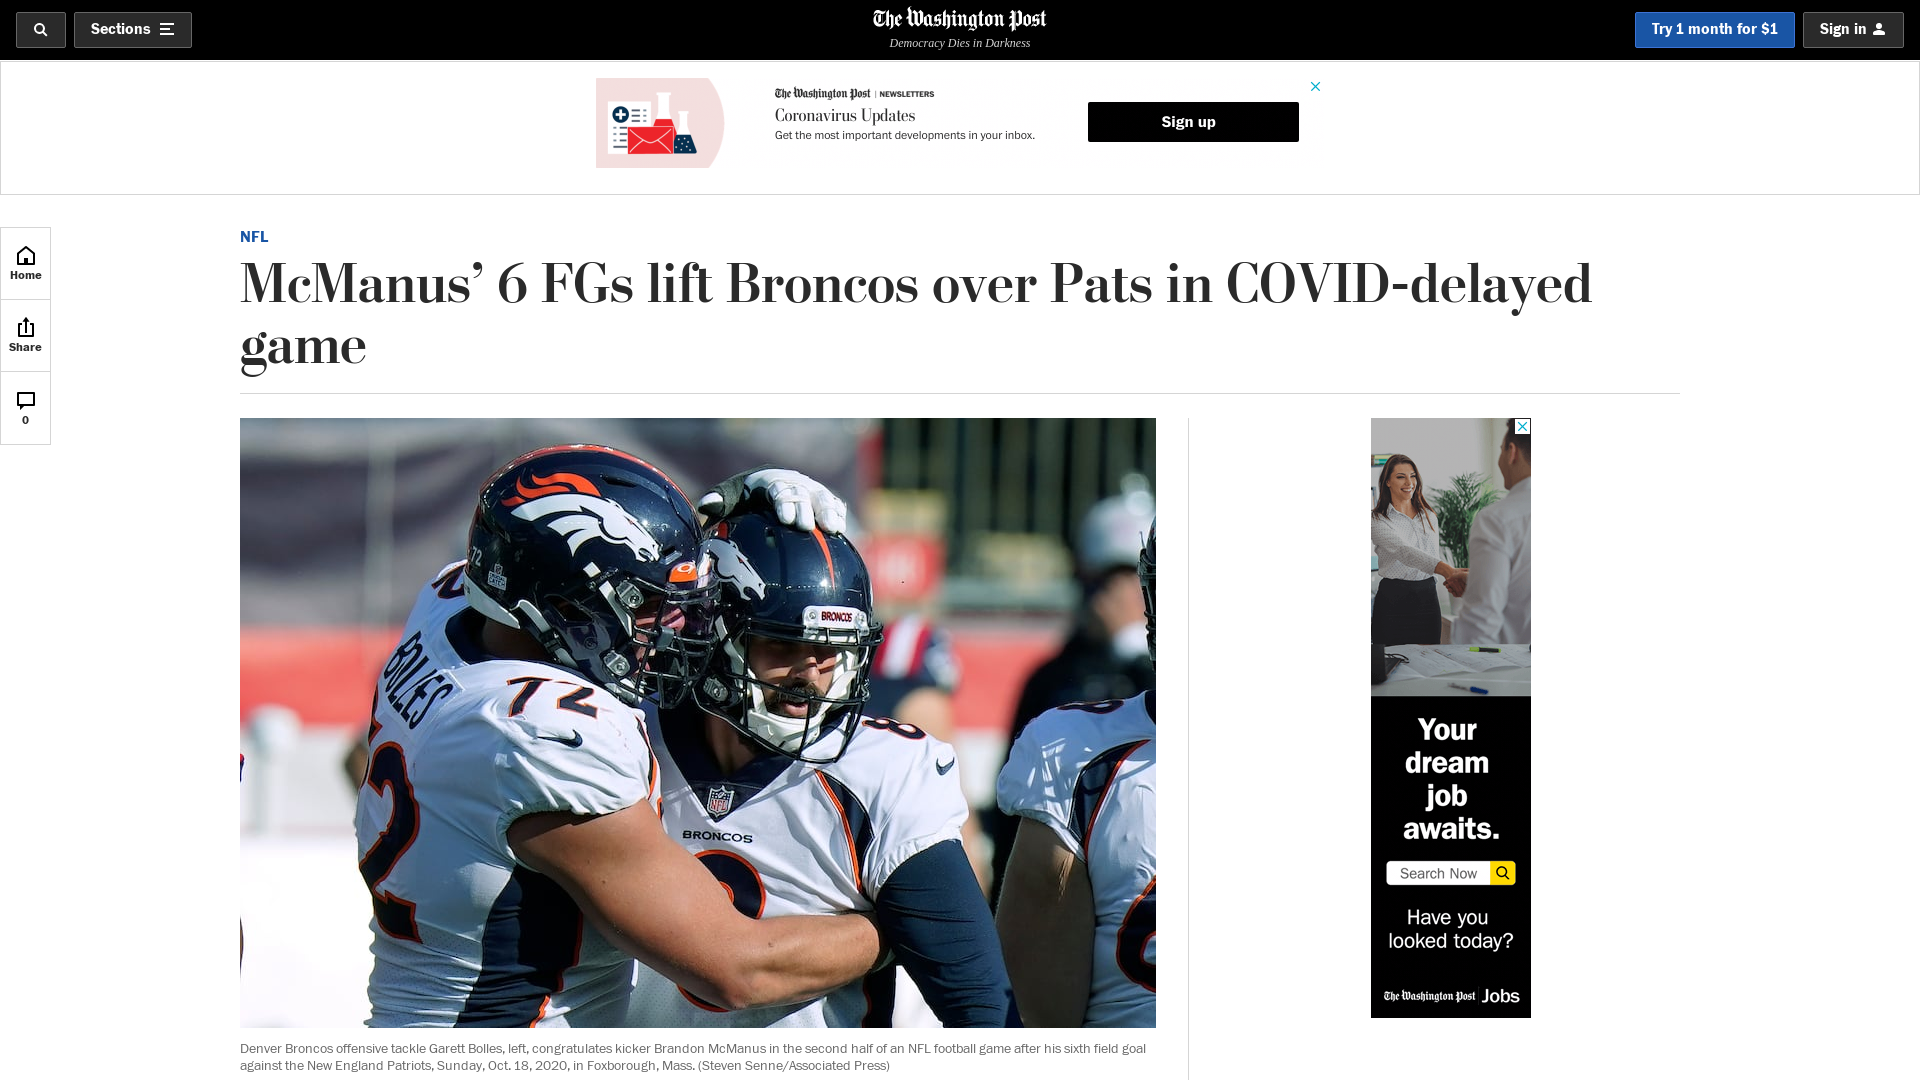 Sections
The Washington Post
Democracy Dies in Darkness
Try 1 month for $1
Sign in
The Washington Post | NEWSLETTERS
Coronavirus Updates
Get the most important developments in your inbox.
Sign up
Home
Share
0
NFL
McManus’ 6 FGs lift Broncos over Pats in COVID-delayed
game
72
BRONCOS
BOLLES
72
8
NFL
BRONCOS
72
8
Denver Broncos offensive tackle Garett Bolles, left, congratulates kicker Brandon McManus in the second half of an NFL football game after his sixth field goal
against the New England Patriots, Sunday, Oct. 18, 2020, in Foxborough, Mass. (Steven Senne/Associated Press)
Your
dream
job
awaits.
Search Now
Have you
looked today?
The Washington Post Jobs